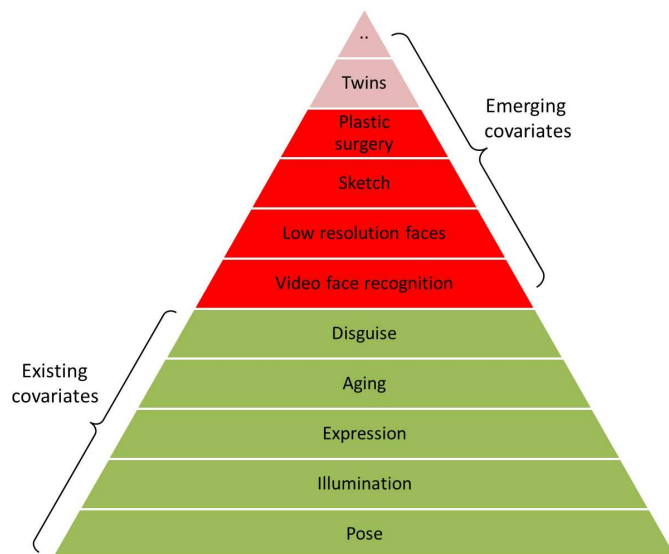 ..
Twins
Plastic
surgery
Sketch
Low resolution faces
Video face recognition
Disguise
Aging
Expression
Illumination
Pose
Emerging
covariates
Existing
covariates